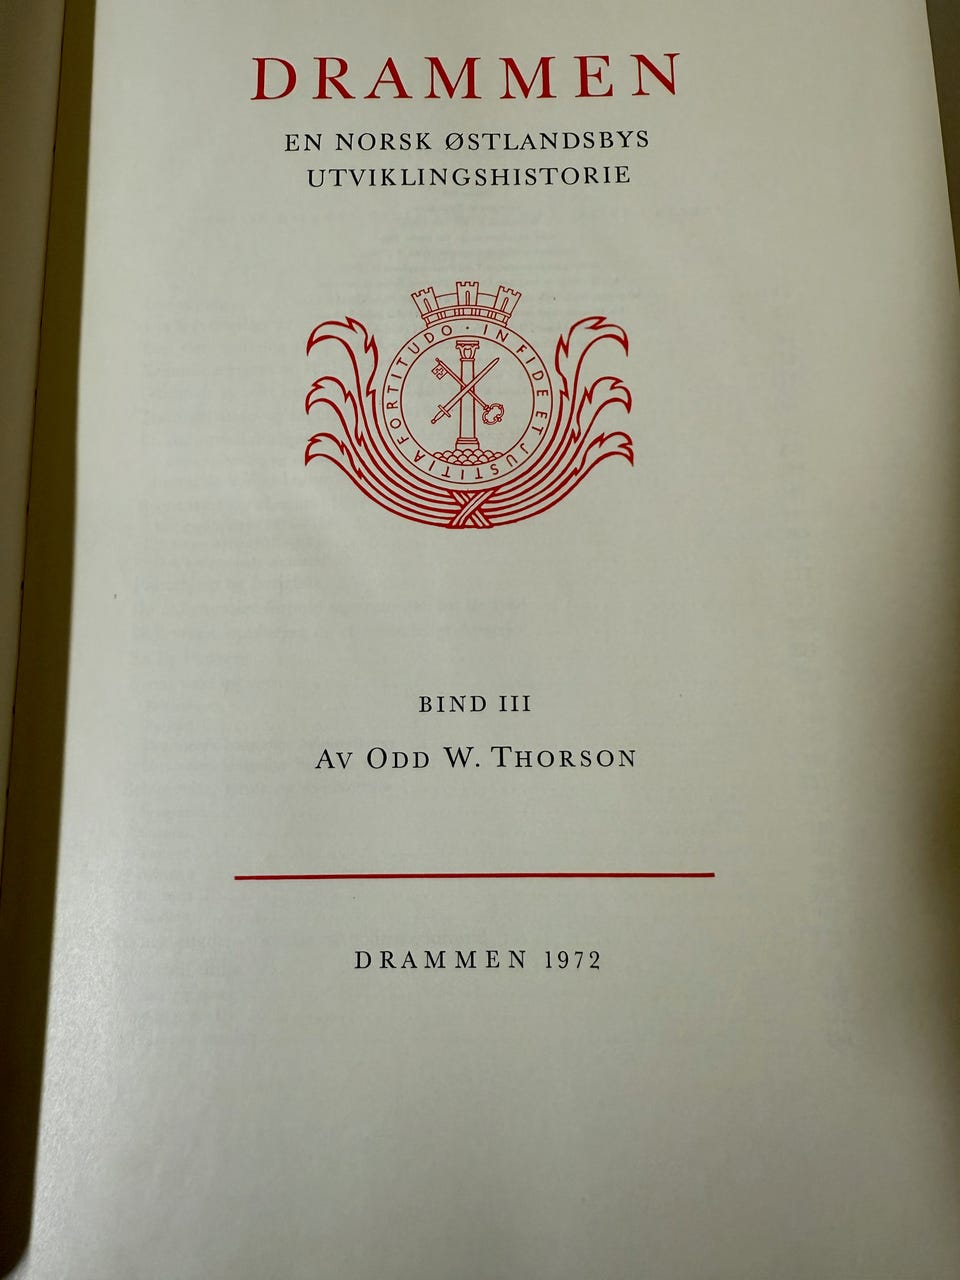 DRAMMEN
EN NORSK ØSTLANDSBYS
UTVIKLINGSHISTORIE
IN FIDE ET JUSTITIA FORTITUDO ·
BIND III
AV ODD W. THORSON
DRAMMEN 1972